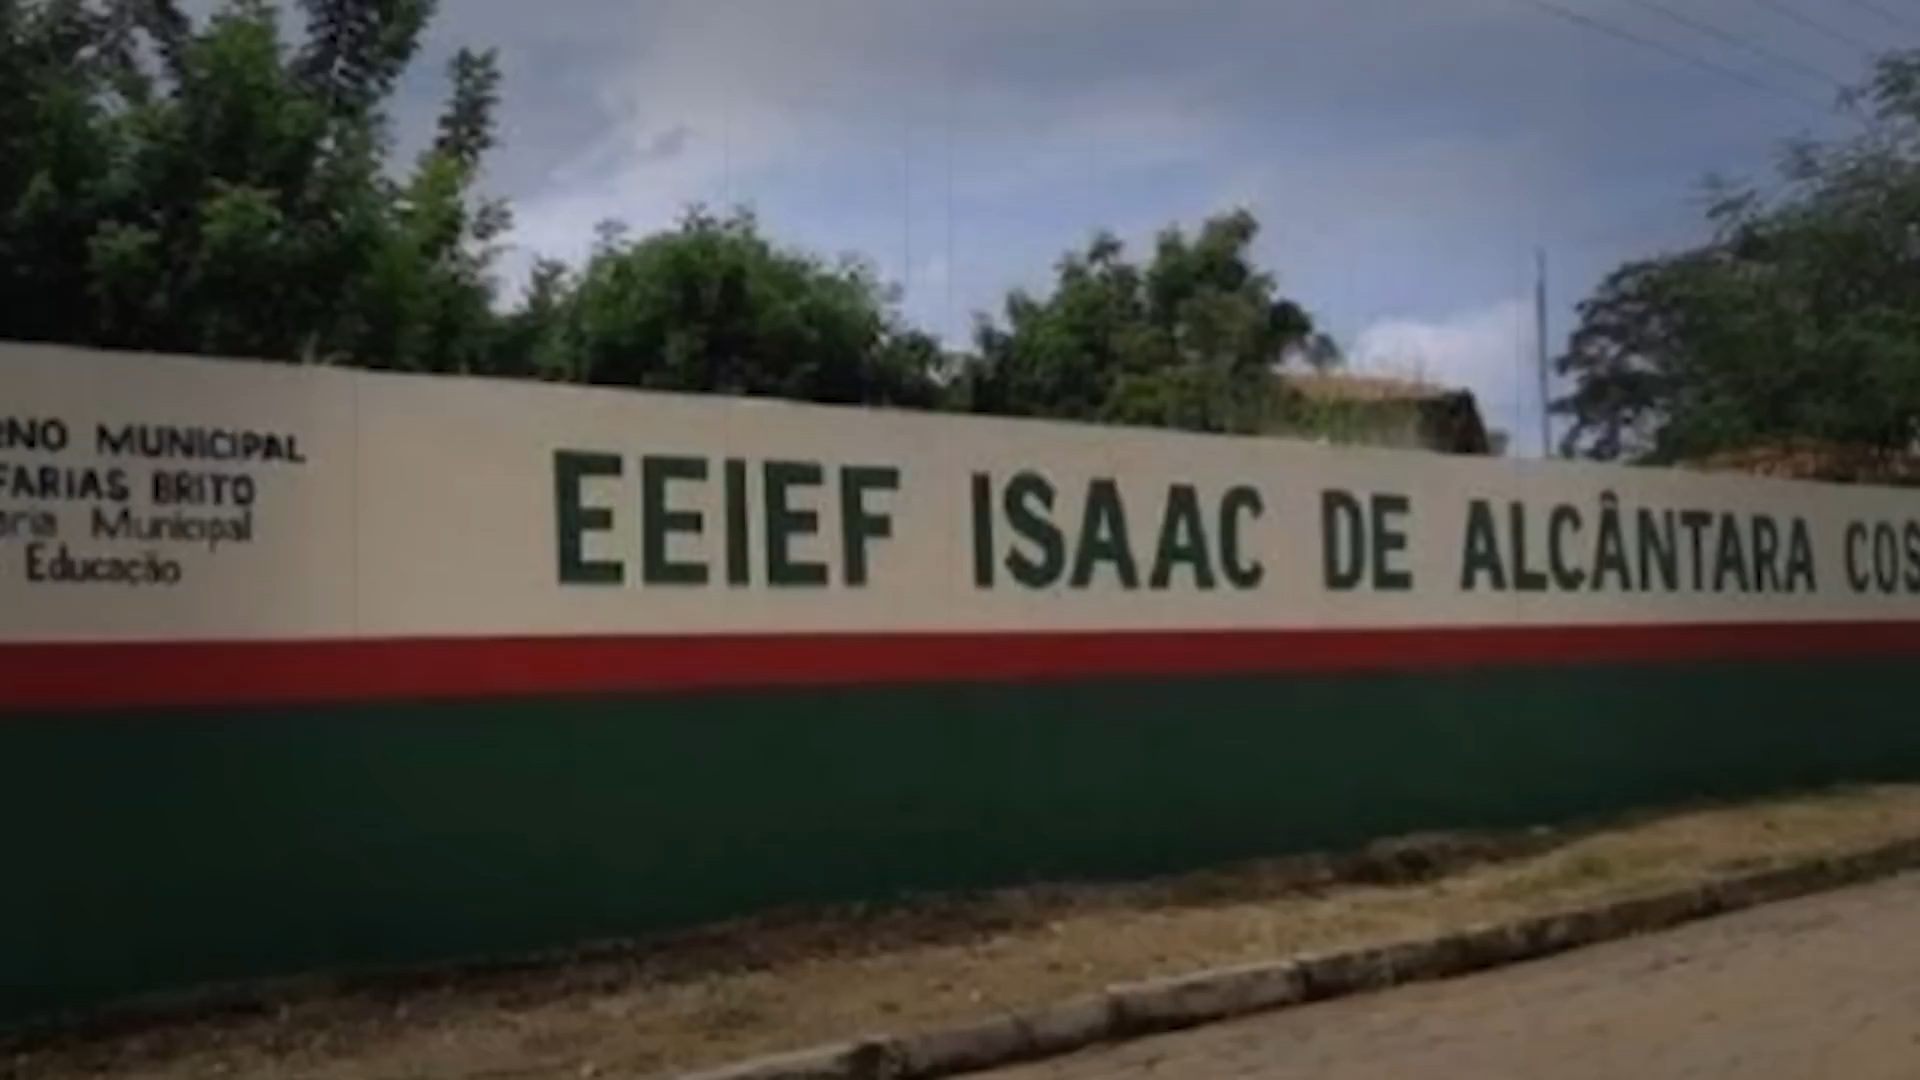 RNO MUNICIPAL
FARIAS BRITO
aria Municipal
Educação
EEIEF ISAAC DE ALCÂNTARA COS